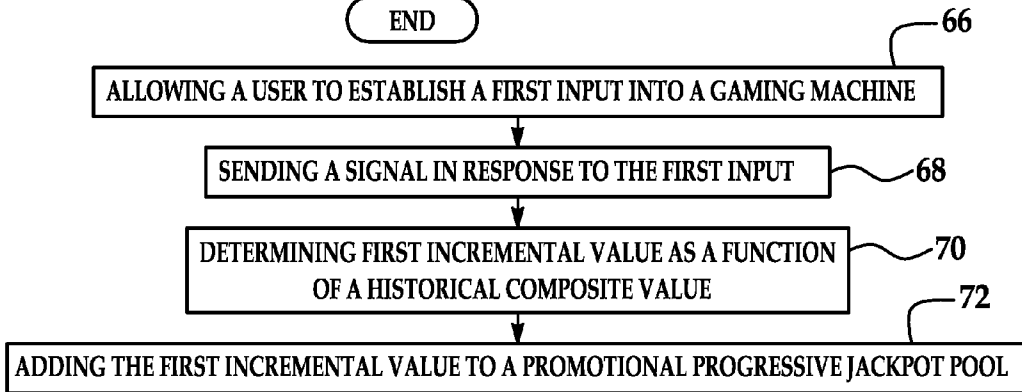 END
66
ALLOWING A USER TO ESTABLISH A FIRST INPUT INTO A GAMING MACHINE
SENDING A SIGNAL IN RESPONSE TO THE FIRST INPUT
68
DETERMINING FIRST INCREMENTAL VALUE AS A FUNCTION
OF A HISTORICAL COMPOSITE VALUE
70
72
ADDING THE FIRST INCREMENTAL VALUE TO A PROMOTIONAL PROGRESSIVE JACKPOT POOL